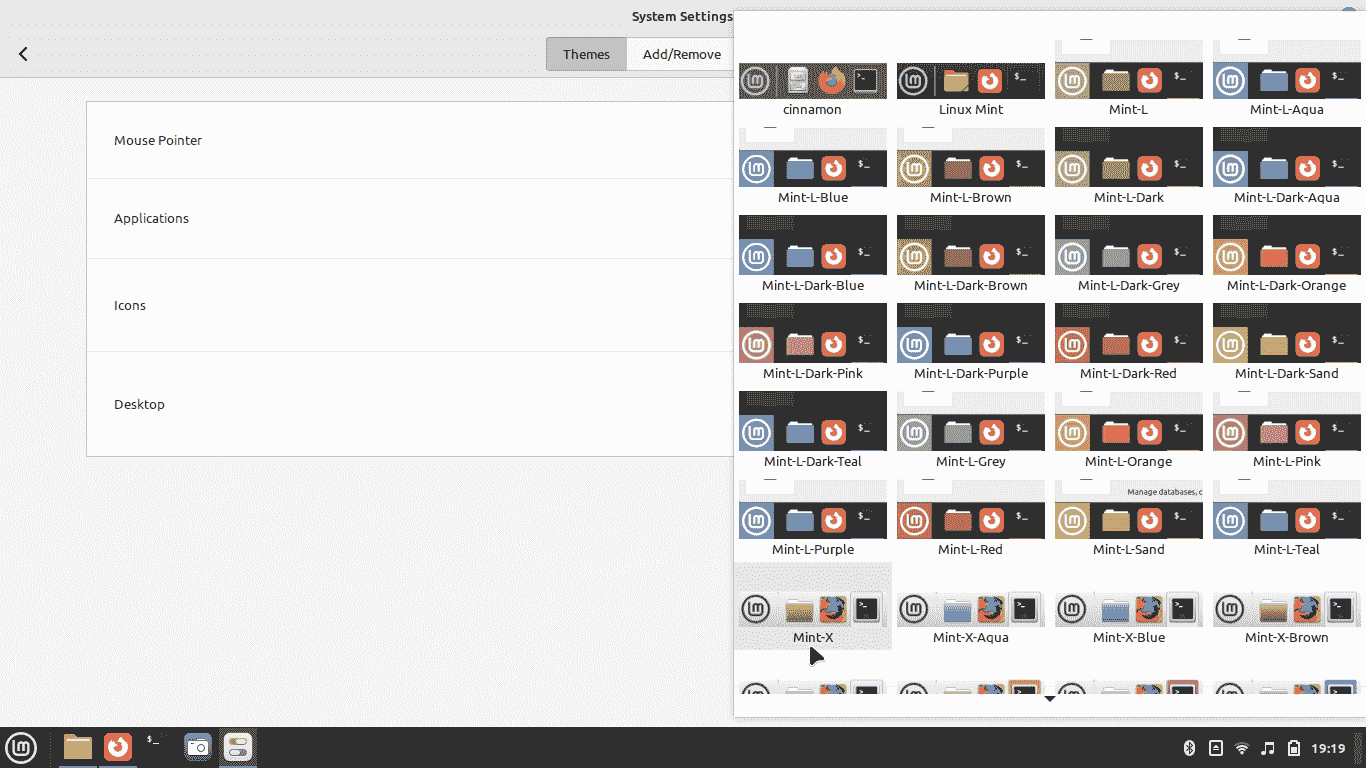 System Settings
Themes Add/Remove
Mouse Pointer
Applications
Icons
Desktop
cinnamon Linux Mint Mint-L Mint-L-Aqua
Mint-L-Blue Mint-L-Brown Mint-L-Dark Mint-L-Dark-Aqua
Mint-L-Dark-Blue Mint-L-Dark-Brown Mint-L-Dark-Grey Mint-L-Dark-Orange
Mint-L-Dark-Pink Mint-L-Dark-Purple Mint-L-Dark-Red Mint-L-Dark-Sand
Mint-L-Dark-Teal Mint-L-Grey Mint-L-Orange Mint-L-Pink
Manage databases, c
Mint-L-Purple Mint-L-Red Mint-L-Sand Mint-L-Teal
Mint-X Mint-X-Aqua Mint-X-Blue Mint-X-Brown
19:19